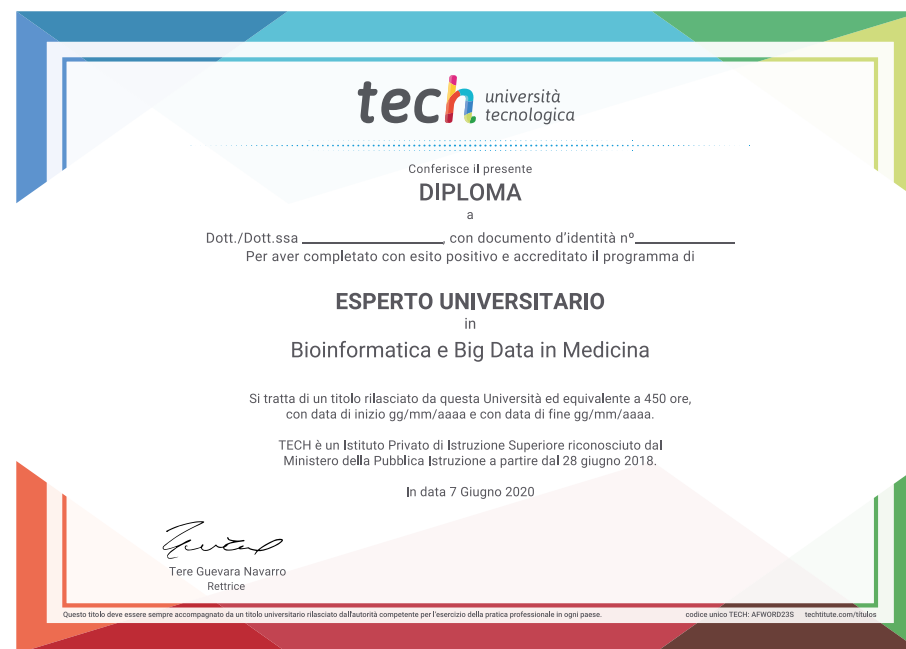 tech università
tecnologica
Conferisce il presente
DIPLOMA
a
Dott./Dott.ssa ____________, con documento d'identità nº____________
Per aver completato con esito positivo e accreditato il programma di
ESPERTO UNIVERSITARIO
in
Bioinformatica e Big Data in Medicina
Si tratta di un titolo rilasciato da questa Università ed equivalente a 450 ore,
con data di inizio gg/mm/aaaa e con data di fine gg/mm/aaaa.
TECH è un Istituto Privato di Istruzione Superiore riconosciuto dal
Ministero della Pubblica Istruzione a partire dal 28 giugno 2018.
In data 7 Giugno 2020
Tere Guevara Navarro
Rettrice
Questo titolo deve essere sempre accompagnato da un titolo universitario rilasciato dall'autorità competente per l'esercizio della pratica professionale in ogni paese. codice unico TECH: AFWORD23S techtitute.com/titulos